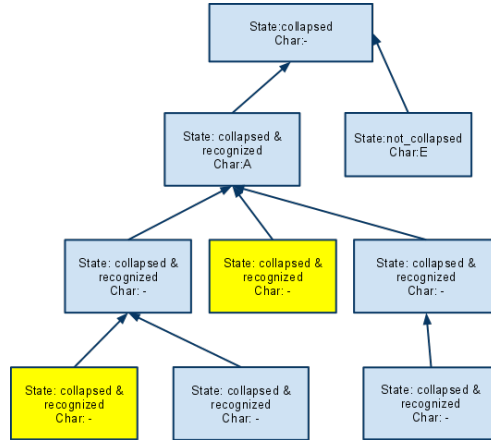 State:collapsed
Char:-
State: collapsed &
recognized
Char:A
State:not_collapsed
Char:E
State: collapsed &
recognized
Char: -
State: collapsed &
recognized
Char: -
State: collapsed &
recognized
Char: -
State: collapsed &
recognized
Char: -
State: collapsed &
recognized
Char: -
State: collapsed &
recognized
Char: -